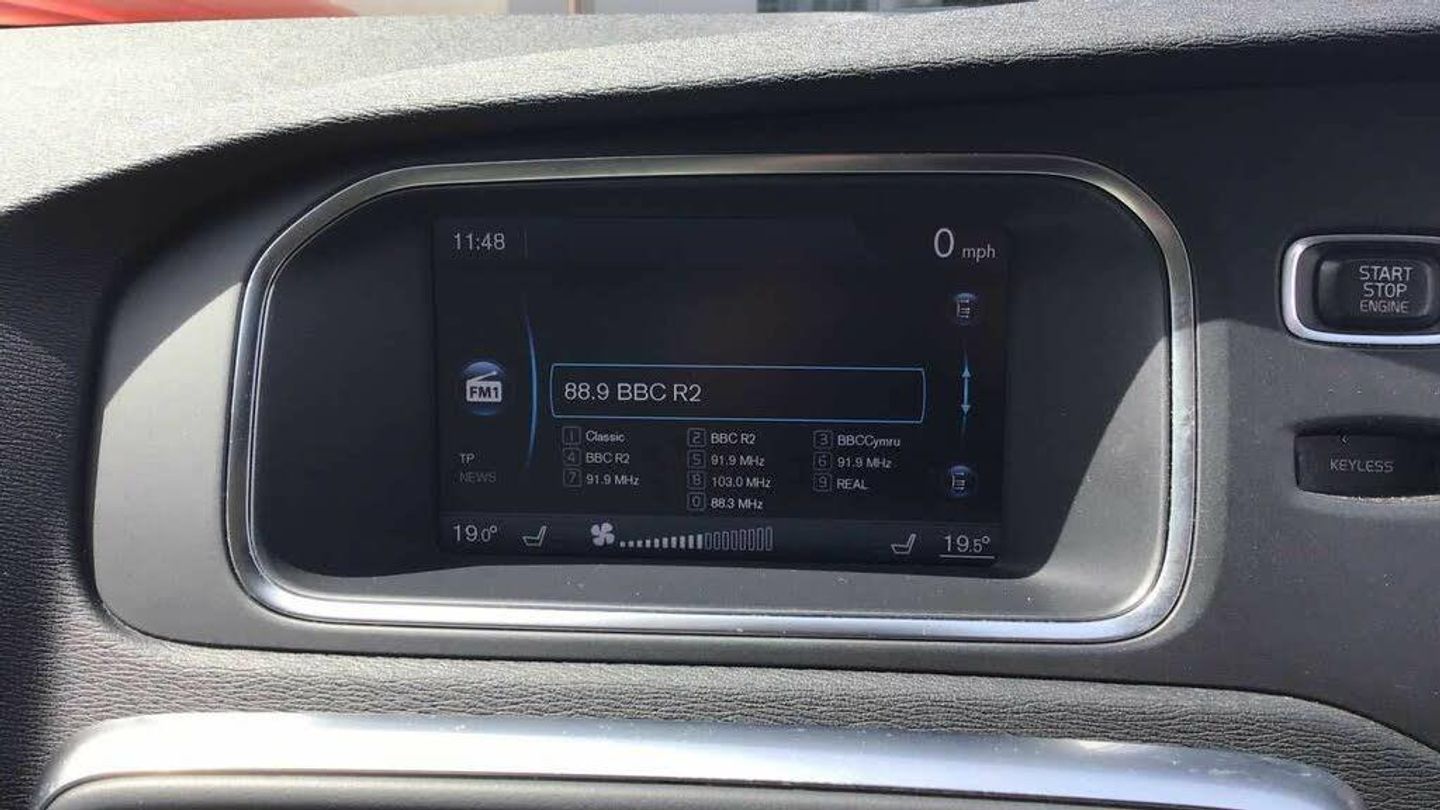 11:48
0 mph
START
STOP
ENGINE
FM1
88.9 BBC R2
1 Classic 2 BBC R2 3 BBCCymru
4 BBC R2 5 91.9 MHz 6 91.9 MHz
7 91.9 MHz 8 103.0 MHz 9 REAL
0 88.3 MHz
TP
NEWS
KEYLESS
19.0° 19.5°